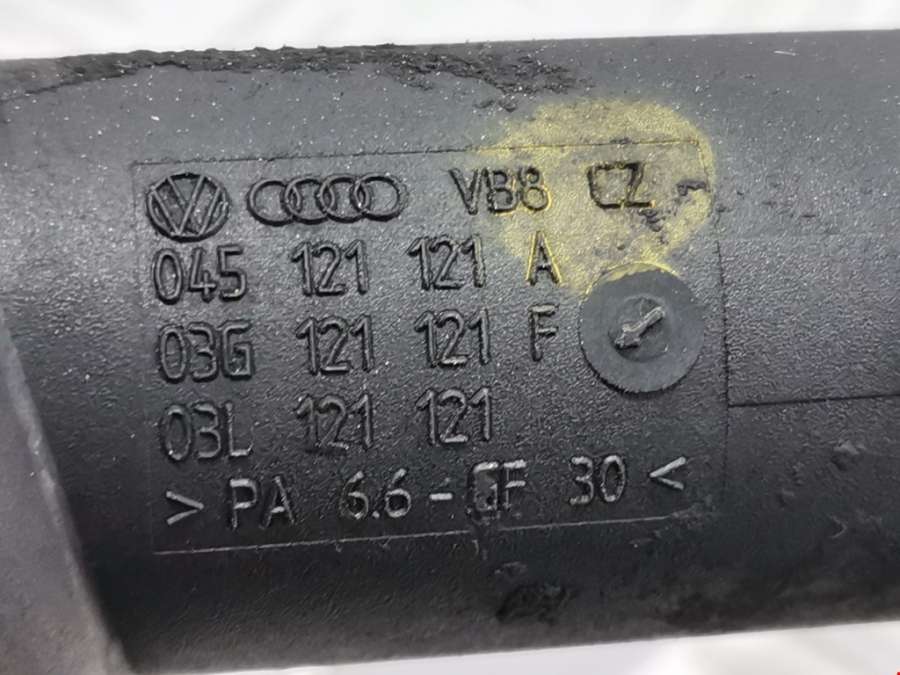 VB8 CZ
045 121 121 A
03G 121 121 F
03L 121 121
> PA 6.6-GF 30 <